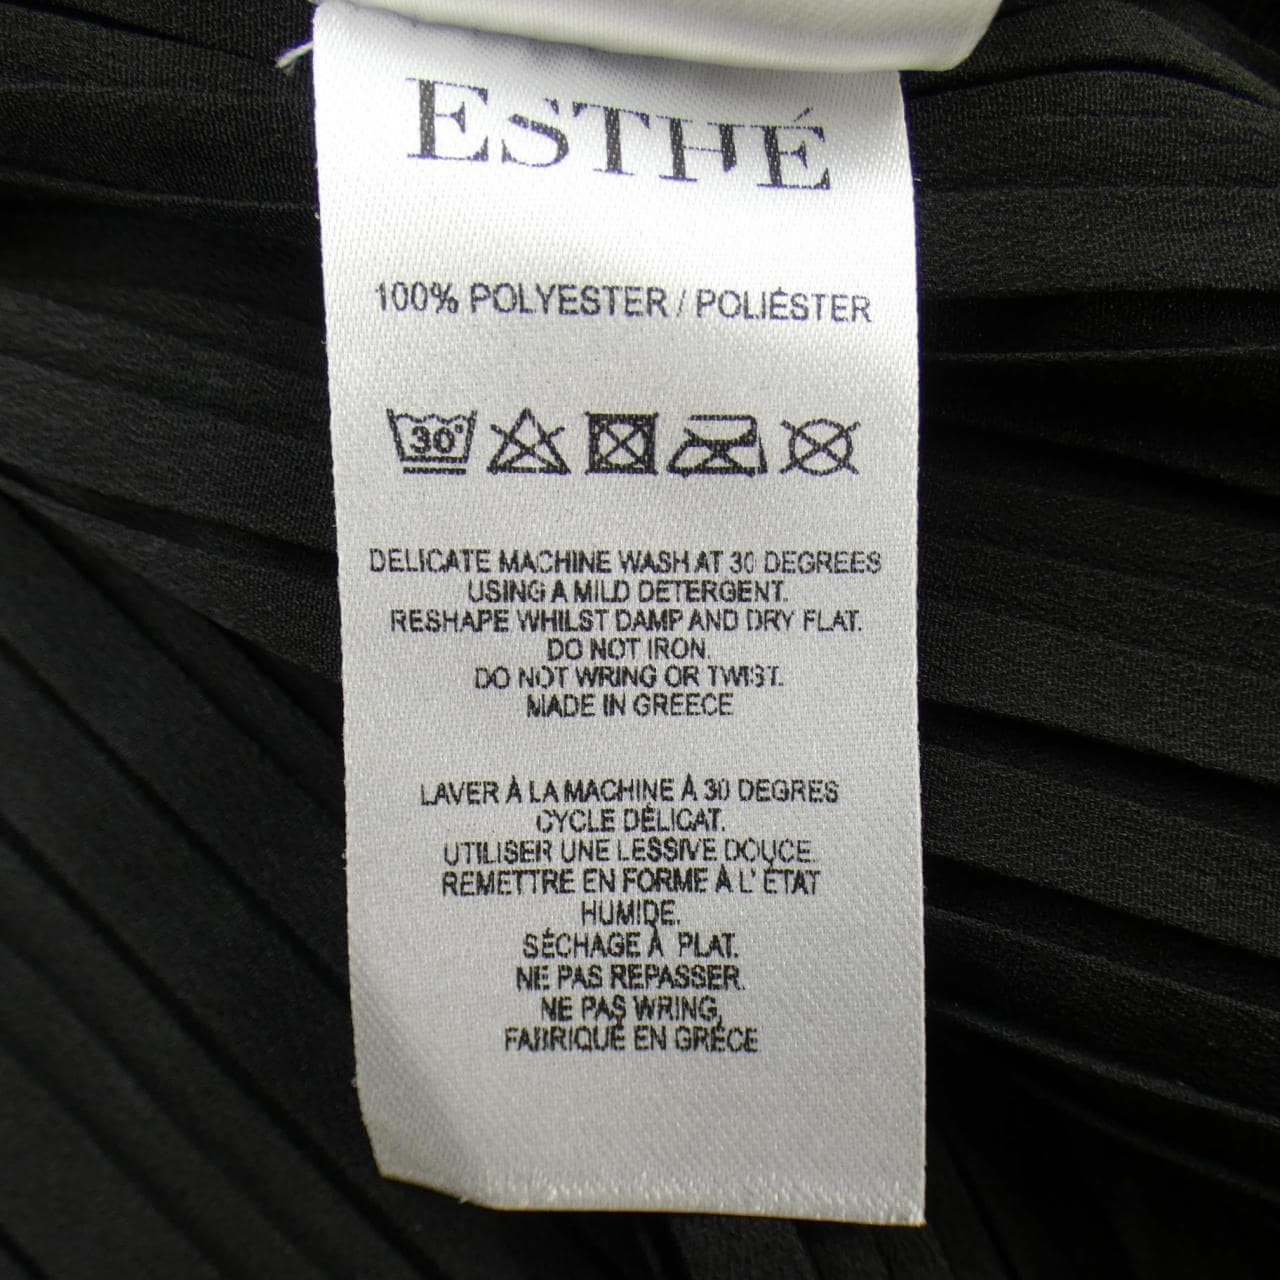 ESTHÉ
100% POLYESTER / POLIÉSTER
30°
DELICATE MACHINE WASH AT 30 DEGREES
USING A MILD DETERGENT.
RESHAPE WHILST DAMP AND DRY FLAT.
DO NOT IRON.
DO NOT WRING OR TWIST.
MADE IN GREECE
LAVER À LA MACHINE À 30 DEGRES
CYCLE DÉLICAT.
UTILISER UNE LESSIVE DOUCE.
REMETTRE EN FORME À L' ÉTAT
HUMIDE.
SÉCHAGE À PLAT.
NE PAS REPASSER.
NE PAS WRING,
FABRIQUÉ EN GRÉCE